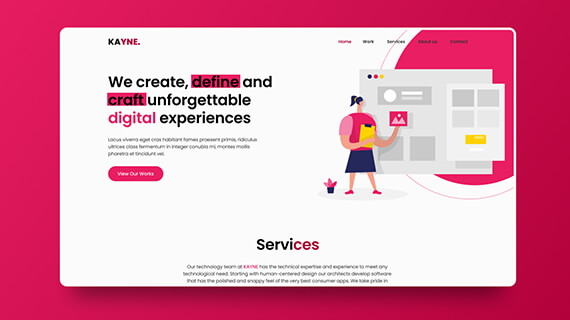 KAYNE.
Home Work Services About us Contact
We create, define and
craft unforgettable
digital experiences
Lacus viverra eget cras habitant fames praesent primis, ridiculus
ultrices class fermentum in integer conubia mi, montes mollis
pharetra et tincidunt vel.
View Our Works
Services
Our technology team at KAYNE has the technical expertise and experience to meet any
technological need. Starting with human-centered design our architects develop software
that has the polished and snappy feel of the very best consumer apps. We take pride in